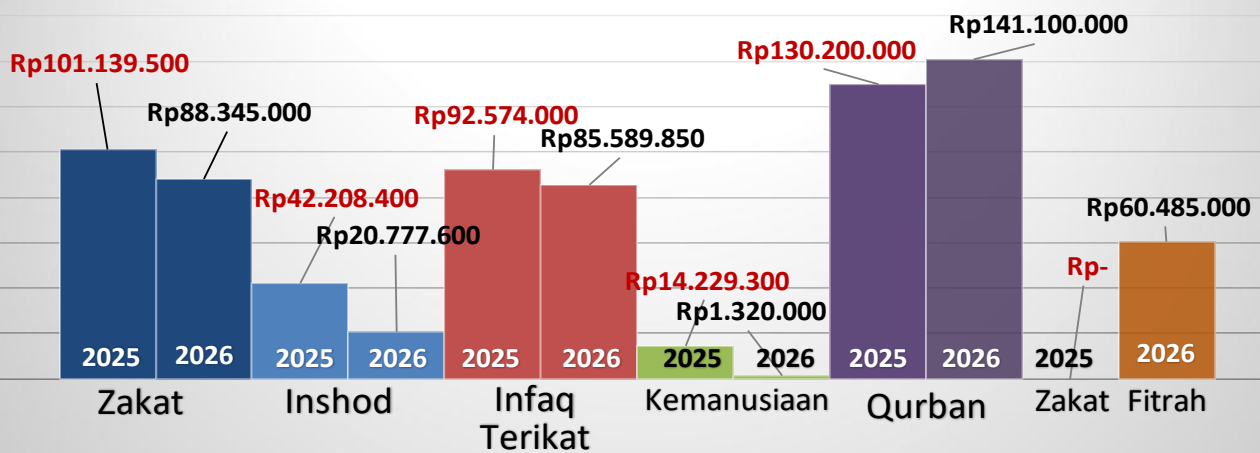 Rp141.100.000
Rp130.200.000
Rp101.139.500
Rp88.345.000
Rp92.574.000
Rp85.589.850
Rp42.208.400
Rp60.485.000
Rp20.777.600
Rp-
Rp14.229.300
Rp1.320.000
2025 2026 2025 2026 2025 2026 2025 2026 2025 2026 2025 2026
Zakat Inshod Infaq Terikat Kemanusiaan Qurban Zakat Fitrah